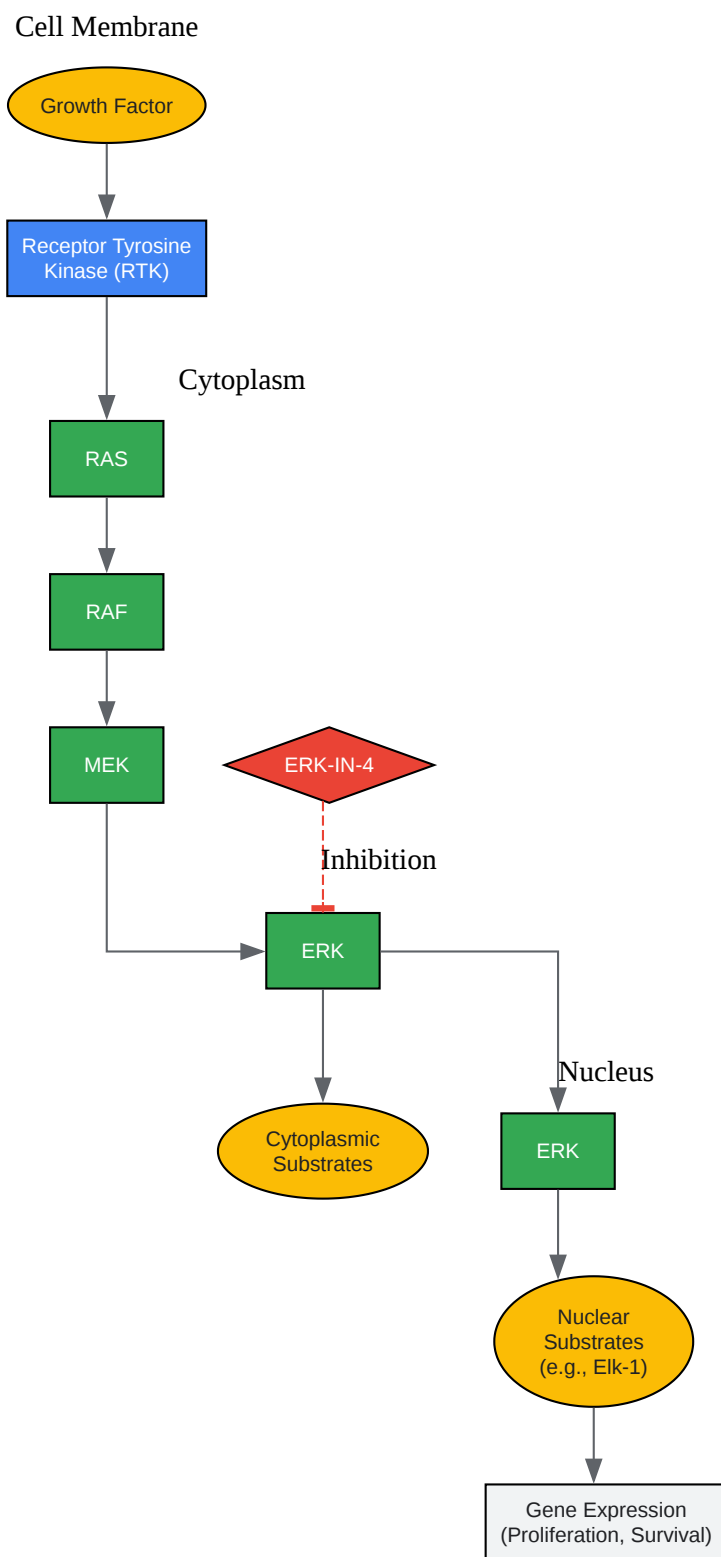 Cell Membrane
Growth Factor
Receptor Tyrosine
Kinase (RTK)
Cytoplasm
RAS
RAF
MEK
ERK-IN-4
Inhibition
ERK
Nucleus
Cytoplasmic
Substrates
ERK
Nuclear
Substrates
(e.g., Elk-1)
Gene Expression
(Proliferation, Survival)